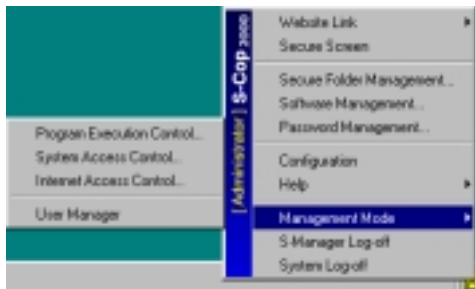 Website Link
Secure Screen
Secure Folder Management...
Software Management...
Password Management...
Configuration
Help
Management Mode
S-Manager Log-off
System Log-off
[Administrator] S-Cop 2000
Program Execution Control...
System Access Control...
Internet Access Control...
User Manager